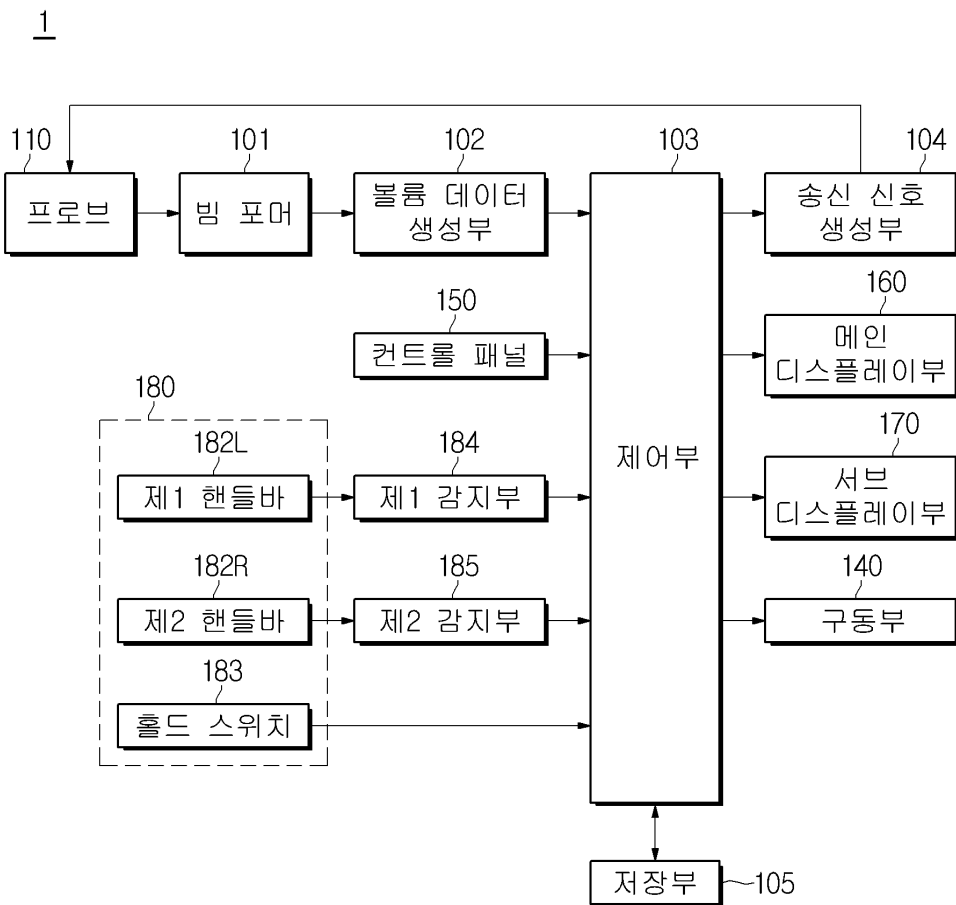 1
110
101
102
103
104
프로브
빔 포머
볼륨 데이터
생성부
송신 신호
생성부
150
160
컨트롤 패널
메인
디스플레이부
180
182L
184
170
제1 핸들바
제1 감지부
제어부
서브
디스플레이부
182R
185
140
제2 핸들바
제2 감지부
구동부
183
홀드 스위치
저장부
105